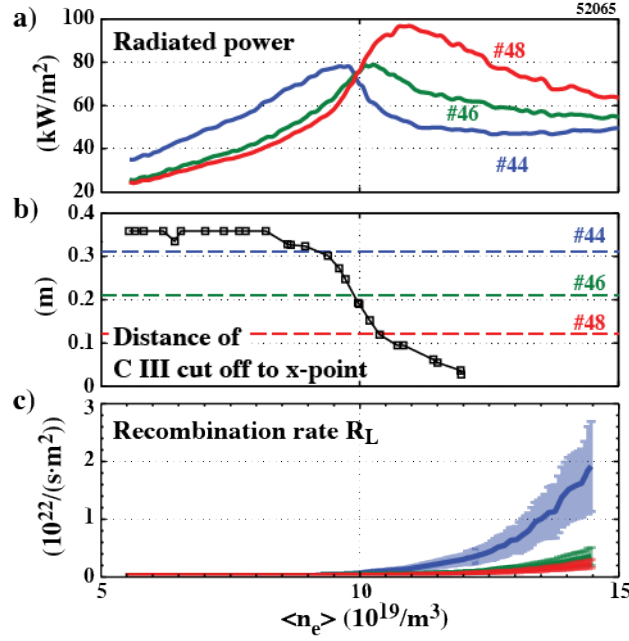 52065
a)
Radiated power
(kW/m²)
100
80
60
40
20
#48
#46
#44
b)
(m)
0.4
0.3
0.2
0.1
0
#44
#46
#48
Distance of
C III cut off to x-point
c)
(10²²/(s·m²)
3
2
1
0
Recombination rate R_L
5
10
15
<nₑ> (10¹⁹/m³)